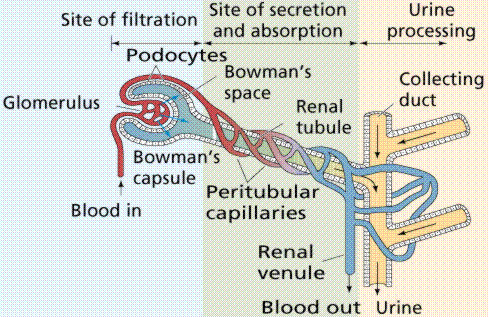 Site of filtration
Site of secretion
and absorption
Urine
processing
Podocytes
Bowman's
space
Glomerulus
Renal
tubule
Collecting
duct
Bowman's
capsule
Peritubular
capillaries
Blood in
Renal
venule
Blood out
Urine